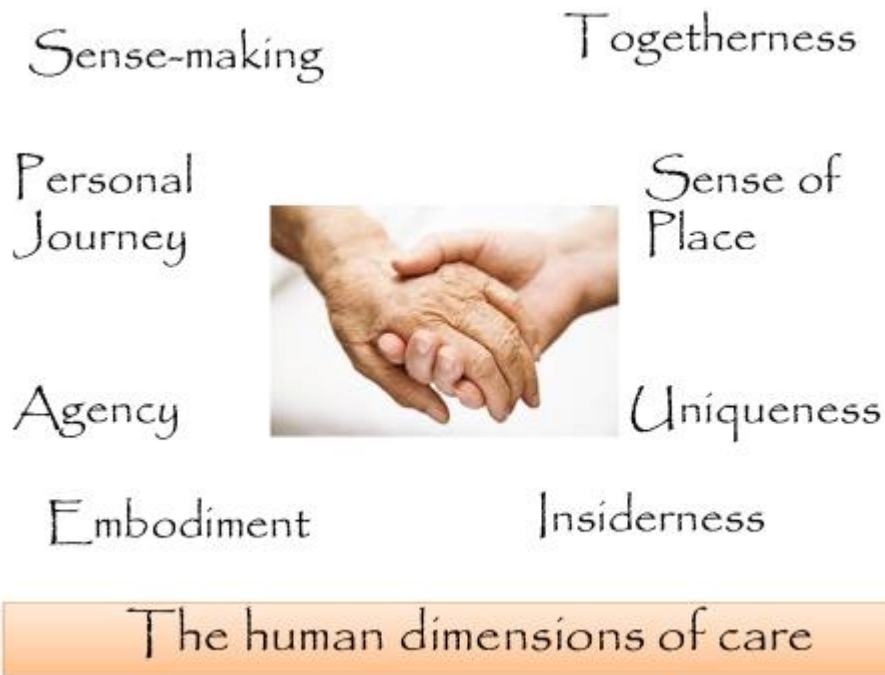 Sense-making
Togetherness
Personal
Journey
Sense of
Place
Agency
Uniqueness
Embodiment
Insiderness
The human dimensions of care